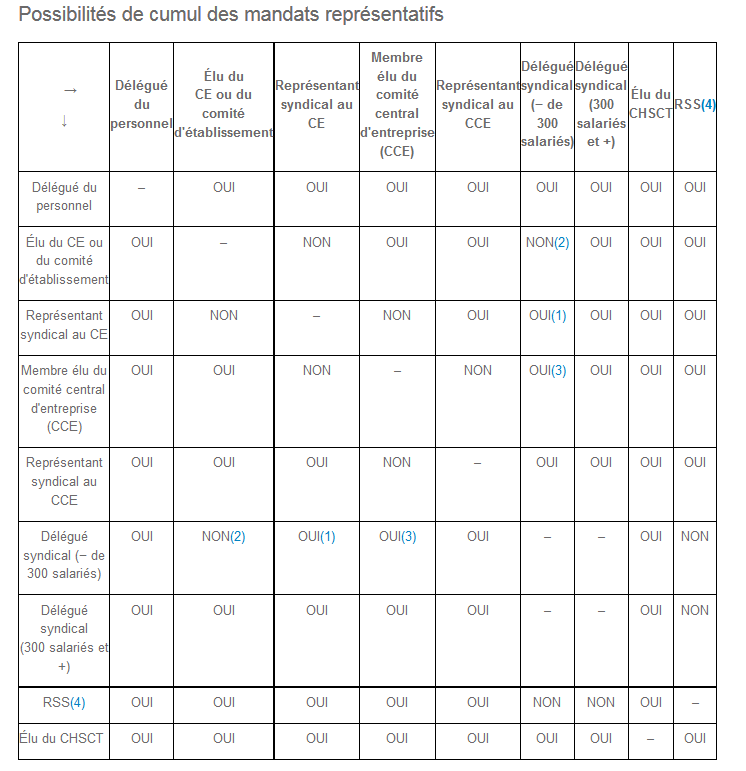 Possibilités de cumul des mandats représentatifs
→
↓
Délégué
du
personnel
Élu du
CE ou du
comité
d'établissement
Représentant
syndical au
CE
Membre
élu du
comité
central
d'entreprise
(CCE)
Représentant
syndical au
CCE
Délégué
syndical
(– de
300
salariés)
Délégué
syndical
(300
salariés
et +)
Élu du
CHSCT
RSS(4)
Délégué du
personnel
– OUI OUI OUI OUI OUI OUI OUI OUI
Élu du CE ou
du comité
d'établissement
OUI – NON OUI OUI NON(2) OUI OUI OUI
Représentant
syndical au CE
OUI NON – NON OUI OUI(1) OUI OUI OUI
Membre élu du
comité central
d'entreprise
(CCE)
OUI OUI NON – NON OUI(3) OUI OUI OUI
Représentant
syndical au
CCE
OUI OUI OUI NON – OUI OUI OUI OUI
Délégué
syndical (– de
300 salariés)
OUI NON(2) OUI(1) OUI(3) OUI – – OUI NON
Délégué
syndical
(300 salariés et
+)
OUI OUI OUI OUI OUI – – OUI NON
RSS(4) OUI OUI OUI OUI OUI NON NON OUI –
Élu du CHSCT OUI OUI OUI OUI OUI OUI OUI – OUI